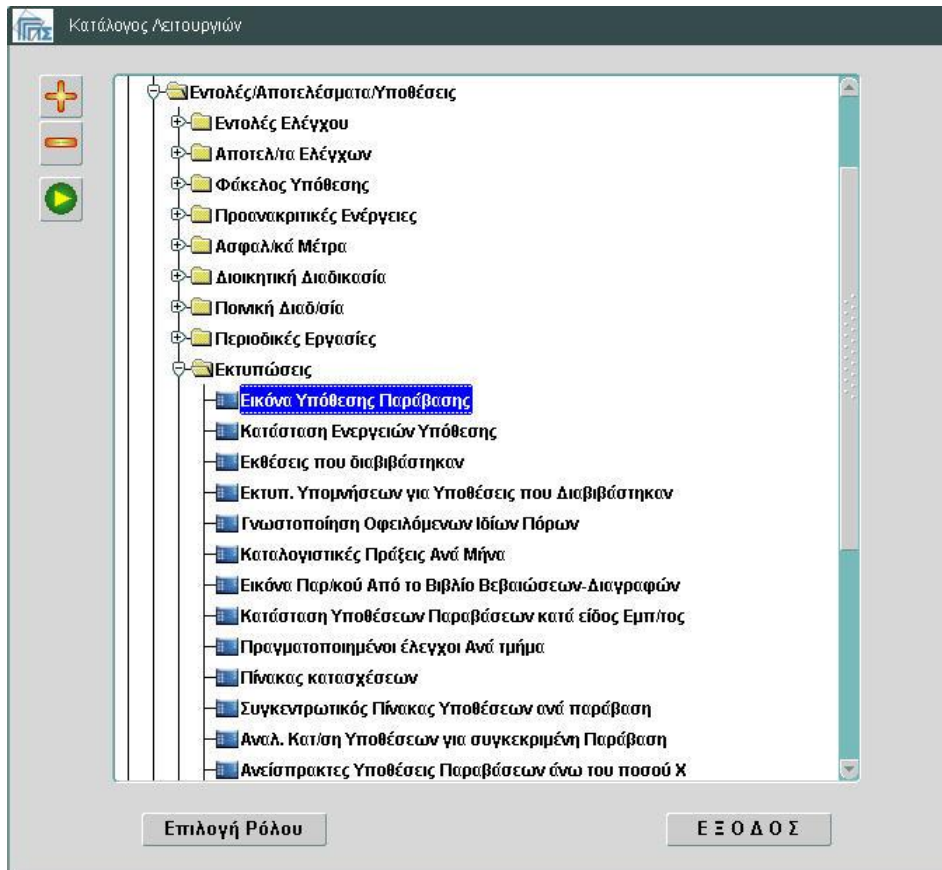 ΓΓΠΣ
Κατάλογος Λειτουργιών
Εντολές/Αποτελέσματα/Υποθέσεις
Εντολές Ελέγχου
Αποτελ/τα Ελέγχων
Φάκελος Υπόθεσης
Προανακριτικές Ενέργειες
Ασφαλ/κά Μέτρα
Διοικητική Διαδικασία
Ποινική Διαδ/σία
Περιοδικές Εργασίες
Εκτυπώσεις
Εικόνα Υπόθεσης Παράβασης
Κατάσταση Ενεργειών Υπόθεσης
Εκθέσεις που διαβιβάστηκαν
Εκτυπ. Υπομνήσεων για Υποθέσεις που Διαβιβάστηκαν
Γνωστοποίηση Οφειλόμενων Ιδίων Πόρων
Καταλογιστικές Πράξεις Ανά Μήνα
Εικόνα Παρ/κού Από το Βιβλίο Βεβαιώσεων-Διαγραφών
Κατάσταση Υποθέσεων Παραβάσεων κατά είδος Εμπ/τος
Πραγματοποιημένοι έλεγχοι Ανά τμήμα
Πίνακας κατασχέσεων
Συγκεντρωτικός Πίνακας Υποθέσεων ανά παράβαση
Αναλ. Κατ/ση Υποθέσεων για συγκεκριμένη Παράβαση
Ανείσπρακτες Υποθέσεις Παραβάσεων άνω του ποσού Χ
Επιλογή Ρόλου
Ε Ξ Ο Δ Ο Σ